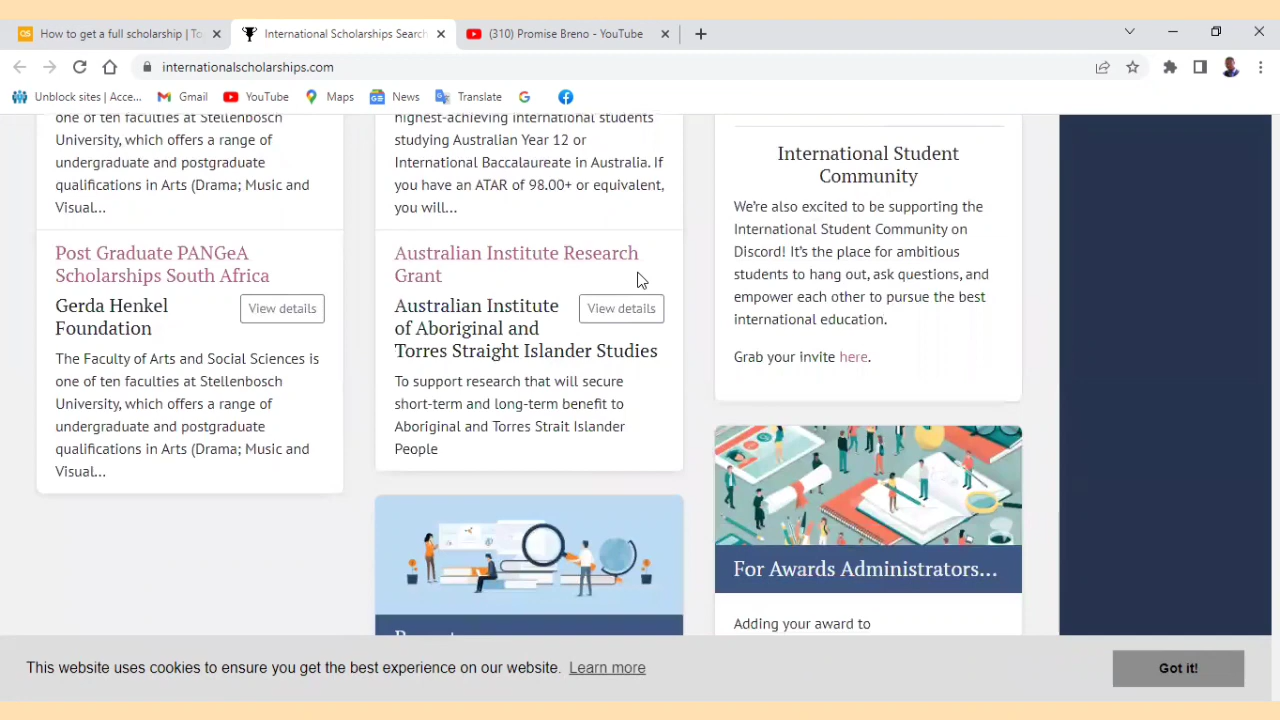 How to get a full scholarship | To
International Scholarships Search
(310) Promise Breno - YouTube
internationalscholarships.com
Unblock sites | Acce...
Gmail
YouTube
Maps
News
Translate
one of ten faculties at Stellenbosch
University, which offers a range of
undergraduate and postgraduate
qualifications in Arts (Drama; Music and
Visual...
Post Graduate PANGeA
Scholarships South Africa
Gerda Henkel
Foundation
View details
The Faculty of Arts and Social Sciences is
one of ten faculties at Stellenbosch
University, which offers a range of
undergraduate and postgraduate
qualifications in Arts (Drama; Music and
Visual...
highest-achieving international students
studying Australian Year 12 or
International Baccalaureate in Australia. If
you have an ATAR of 98.00+ or equivalent,
you will...
Australian Institute Research
Grant
Australian Institute
of Aboriginal and
Torres Straight Islander Studies
View details
To support research that will secure
short-term and long-term benefit to
Aboriginal and Torres Strait Islander
People
International Student
Community
We're also excited to be supporting the
International Student Community on
Discord! It's the place for ambitious
students to hang out, ask questions, and
empower each other to pursue the best
international education.
Grab your invite here.
For Awards Administrators...
Adding your award to
This website uses cookies to ensure you get the best experience on our website. Learn more
Got it!